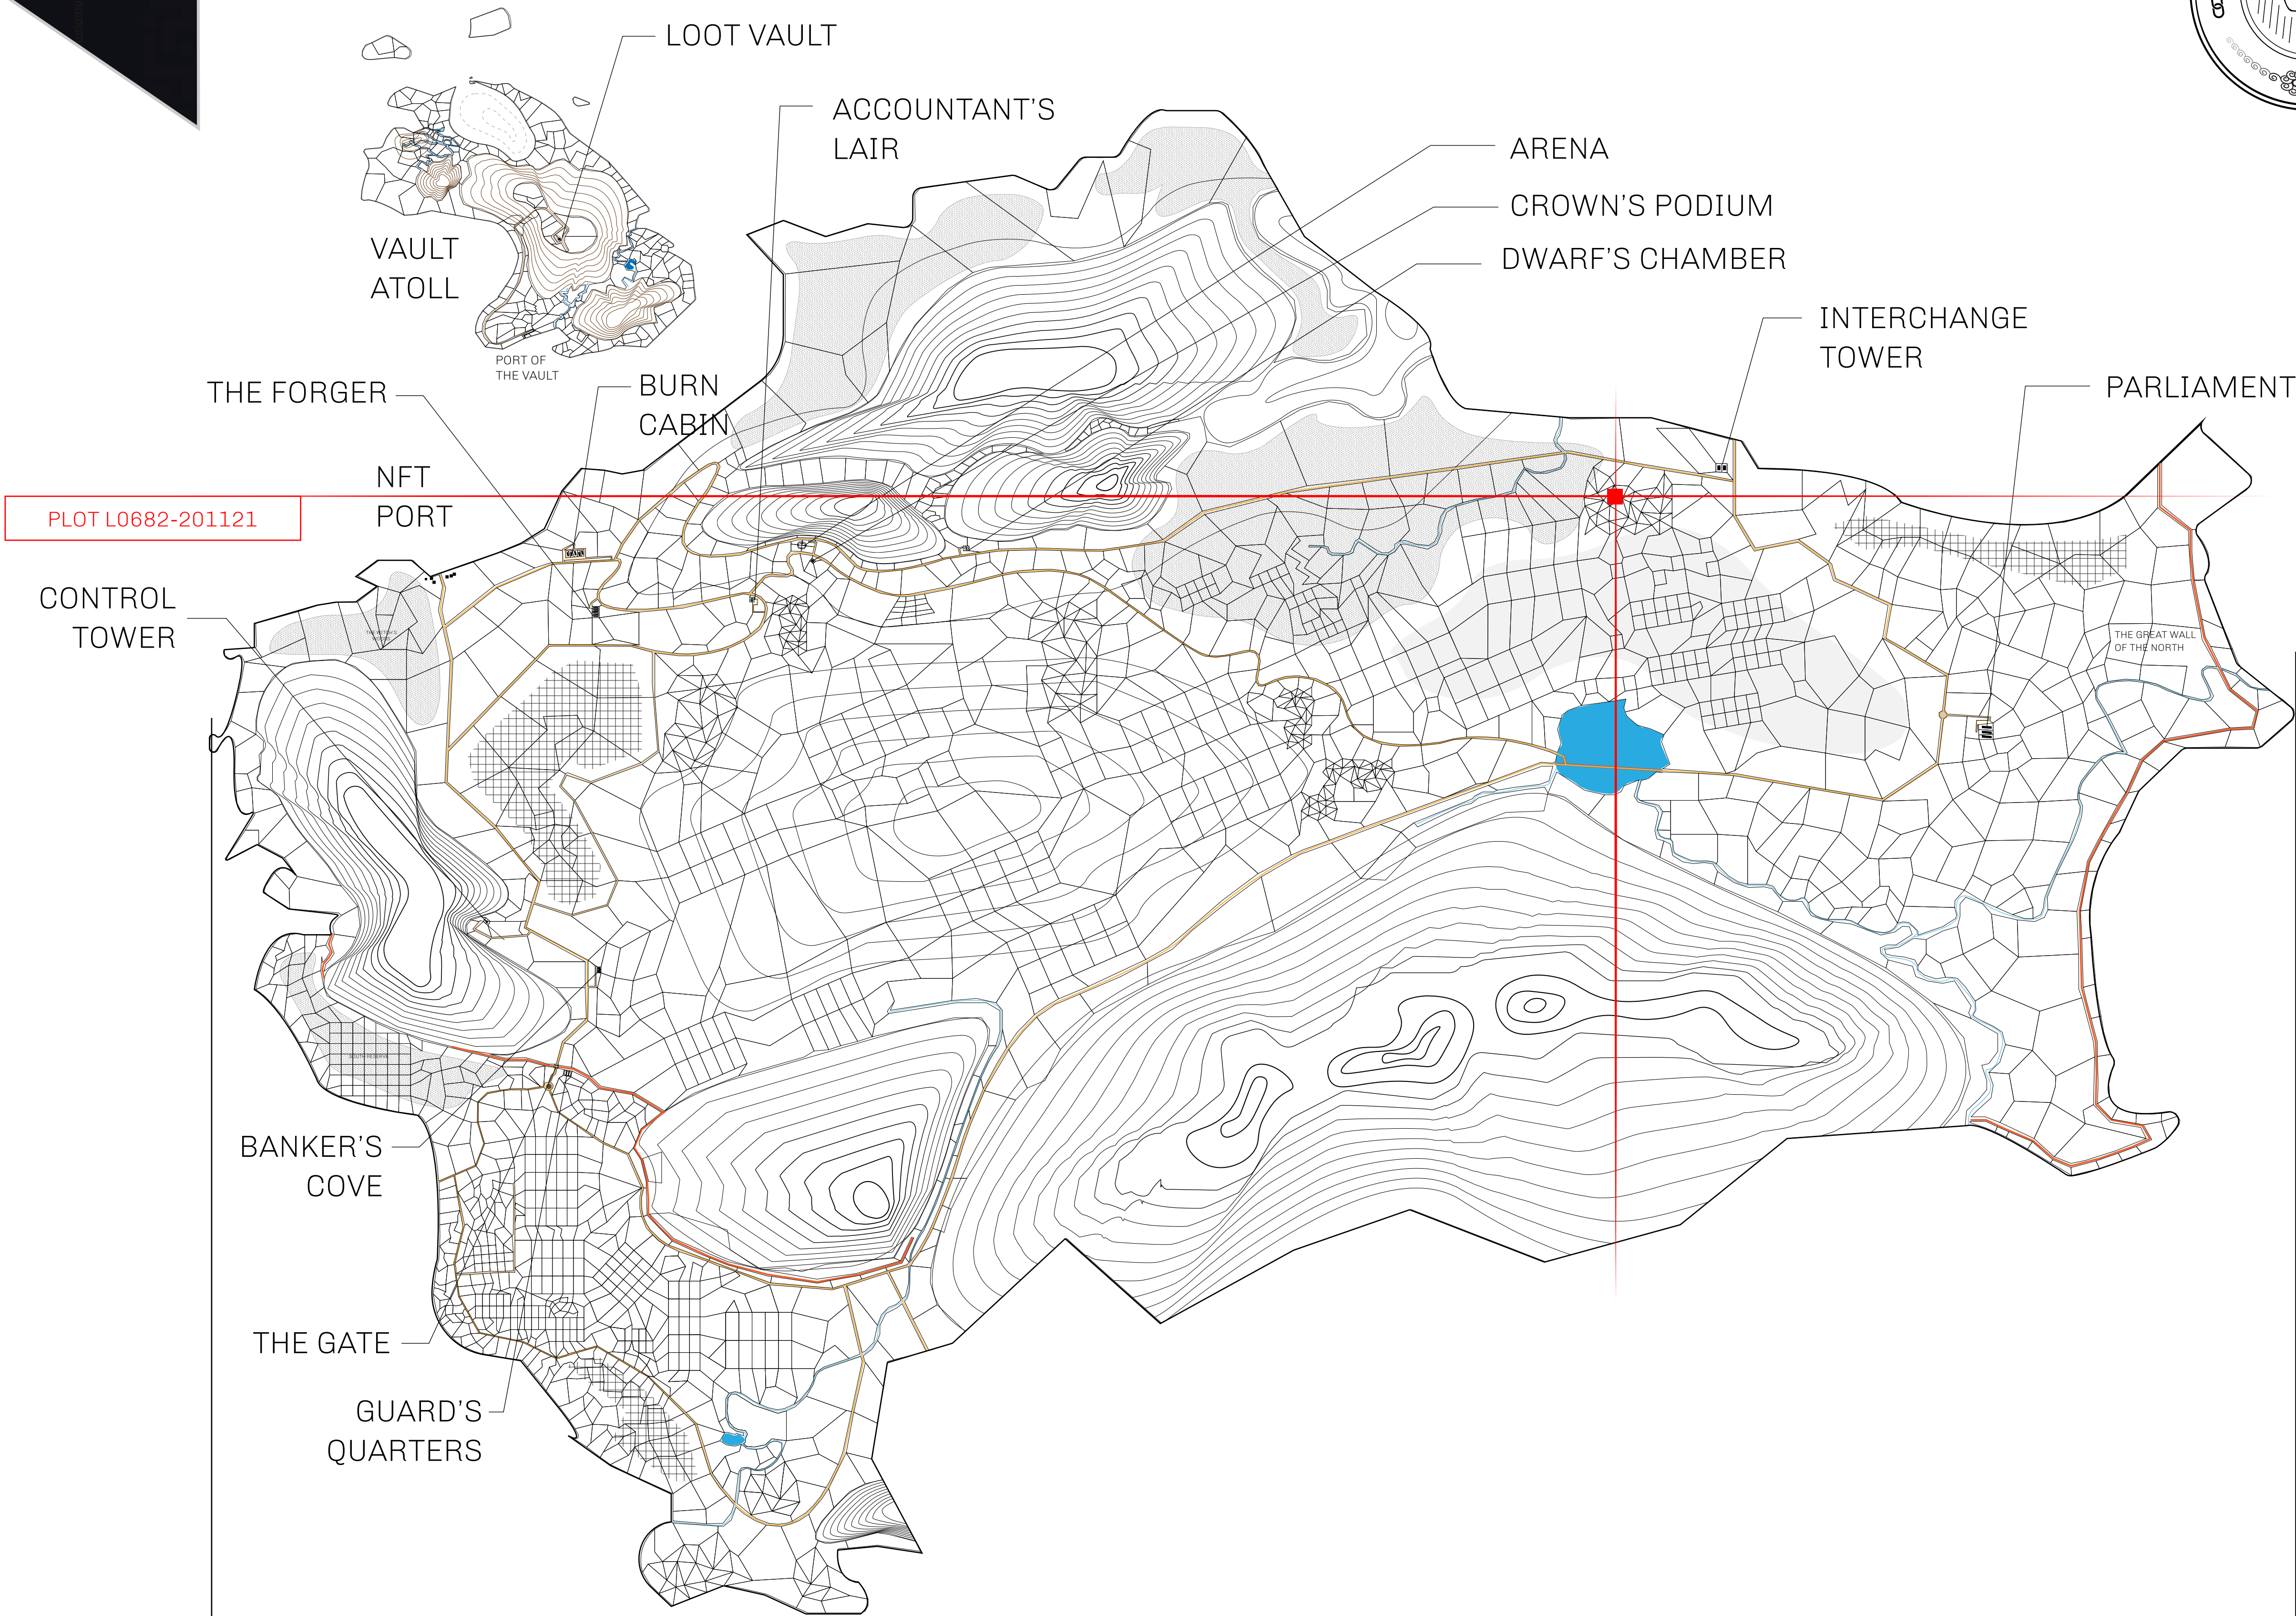 LOOT VAULT
ACCOUNTANT'S
LAIR
ARENA
CROWN'S PODIUM
DWARF'S CHAMBER
VAULT
ATOLL
INTERCHANGE
TOWER
PORT OF
THE VAULT
THE FORGER
BURN
CABIN
PARLIAMENT
NFT
PORT
PLOT L0682-201121
CONTROL
TOWER
THE GREAT WALL
OF THE NORTH
SOUTH RESERVE
BANKER'S
COVE
THE GATE
GUARD'S
QUARTERS